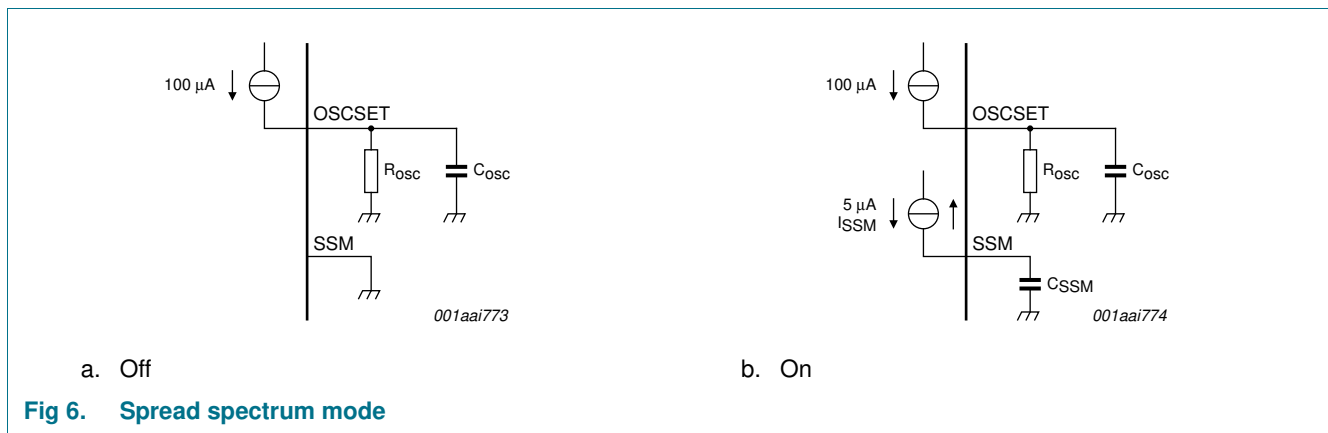 100 μA
OSCSET
Rosc
Cosc
SSM
001aai773
a. Off
100 μA
OSCSET
Rosc
Cosc
5 μA
ISSM
SSM
CSSM
001aai774
b. On
Fig 6. Spread spectrum mode